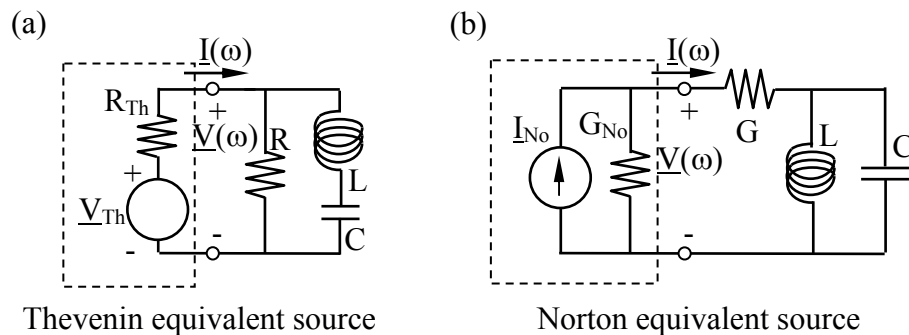 (a)
I(ω)
R_Th
+
V(ω)
R
+
L
V_Th
-
-
C
Thevenin equivalent source
(b)
I(ω)
+
G
I_No
G_No
L
C
V(ω)
-
Norton equivalent source